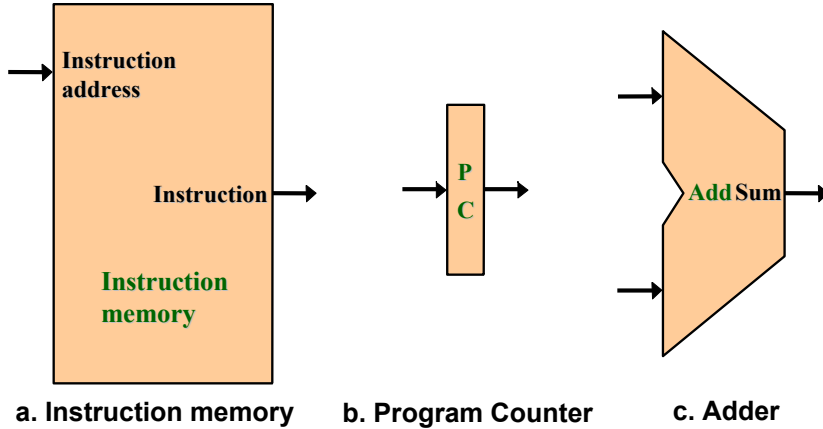 Instruction
address
Instruction
Instruction
memory
a. Instruction memory
P
C
b. Program Counter
Add Sum
c. Adder